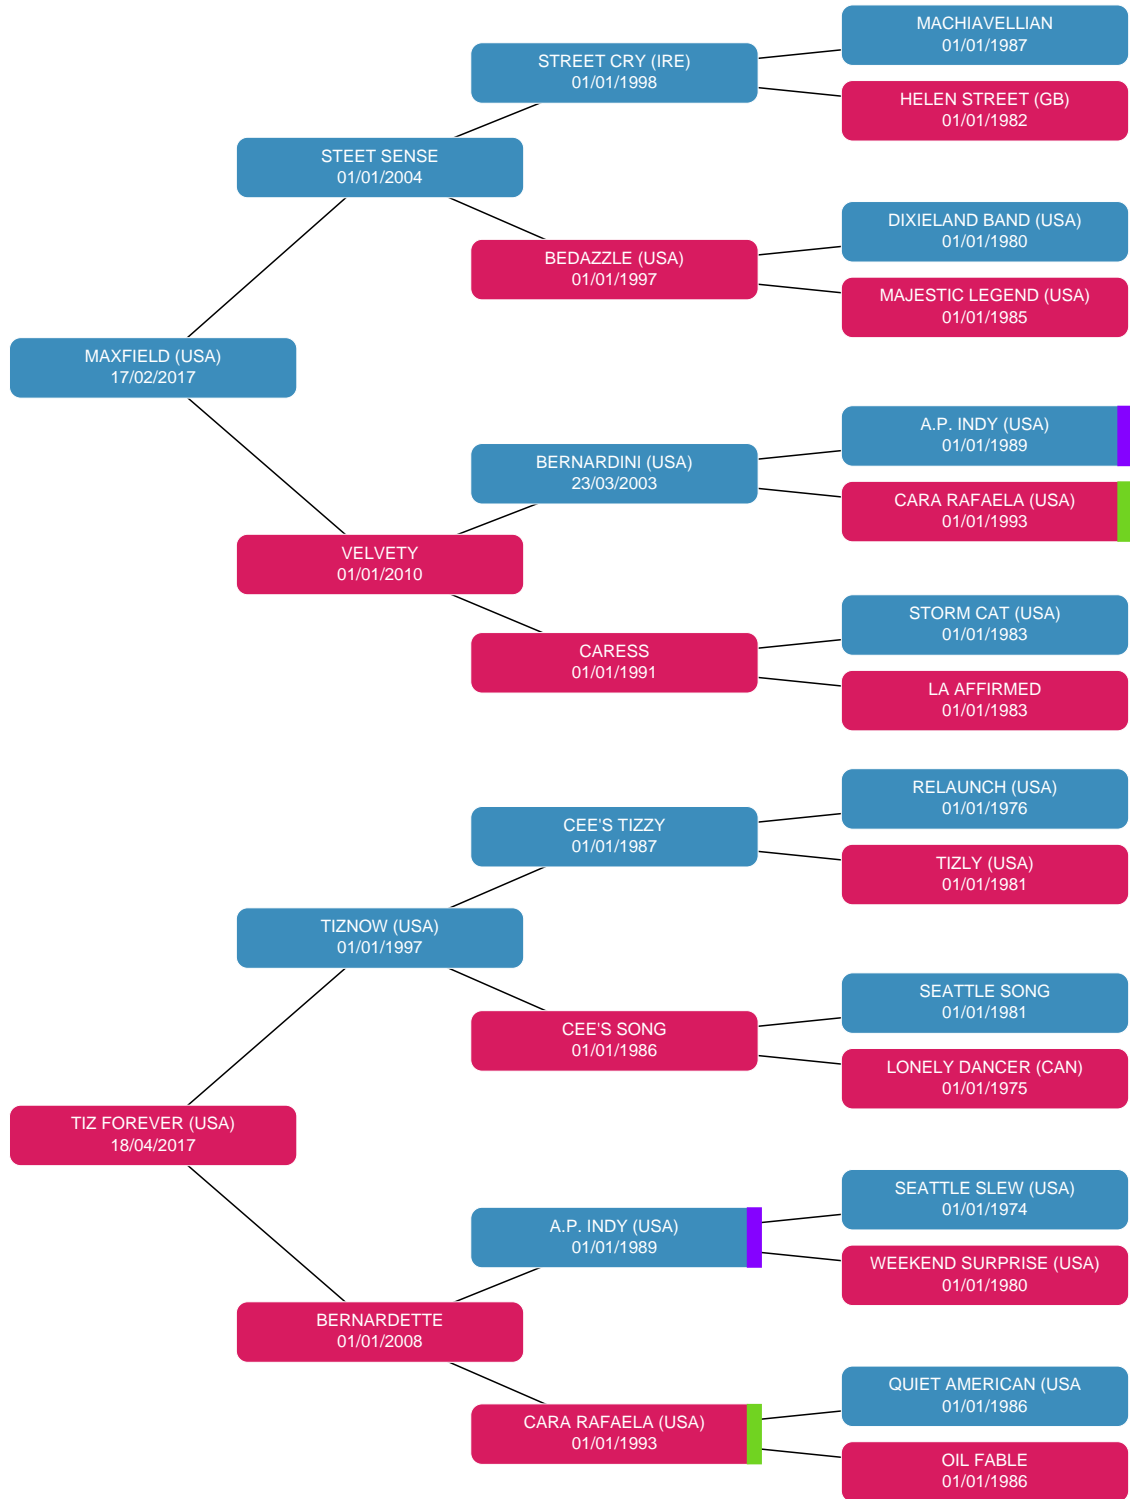 MACHIAVELLIAN
01/01/1987
STREET CRY (IRE)
01/01/1998
HELEN STREET (GB)
01/01/1982
STEET SENSE
01/01/2004
DIXIELAND BAND (USA)
01/01/1980
BEDAZZLE (USA)
01/01/1997
MAJESTIC LEGEND (USA)
01/01/1985
MAXFIELD (USA)
17/02/2017
A.P. INDY (USA)
01/01/1989
BERNARDINI (USA)
23/03/2003
CARA RAFAELA (USA)
01/01/1993
VELVETY
01/01/2010
STORM CAT (USA)
01/01/1983
CARESS
01/01/1991
LA AFFIRMED
01/01/1983
RELAUNCH (USA)
01/01/1976
CEE'S TIZZY
01/01/1987
TIZLY (USA)
01/01/1981
TIZNOW (USA)
01/01/1997
SEATTLE SONG
01/01/1981
CEE'S SONG
01/01/1986
LONELY DANCER (CAN)
01/01/1975
TIZ FOREVER (USA)
18/04/2017
SEATTLE SLEW (USA)
01/01/1974
A.P. INDY (USA)
01/01/1989
WEEKEND SURPRISE (USA)
01/01/1980
BERNARDETTE
01/01/2008
QUIET AMERICAN (USA
01/01/1986
CARA RAFAELA (USA)
01/01/1993
OIL FABLE
01/01/1986